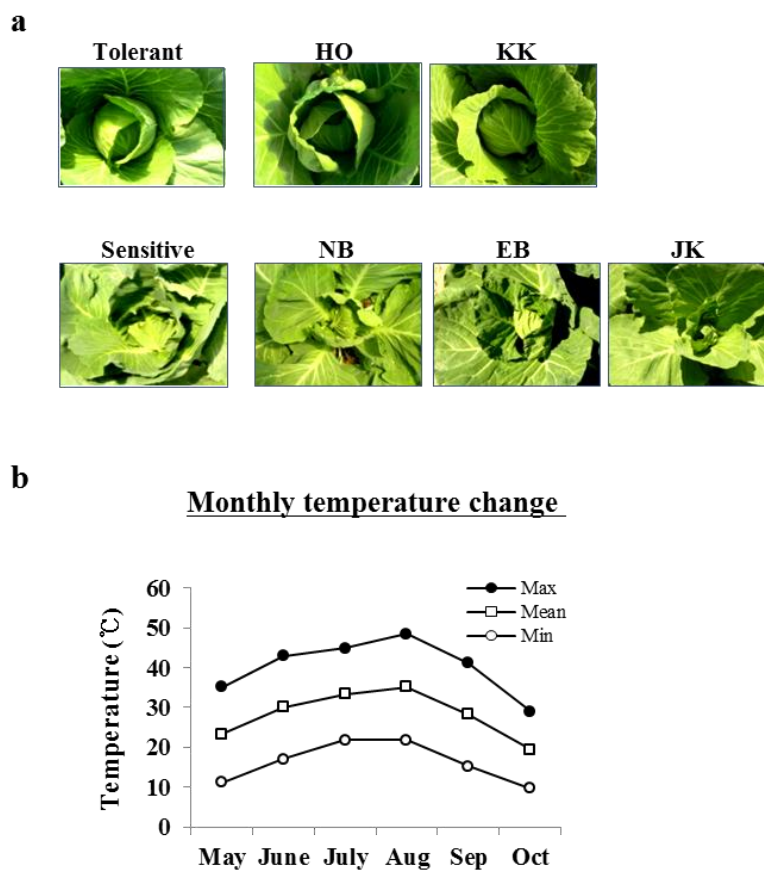 a
Tolerant HO KK
Sensitive NB EB JK
b
Monthly temperature change
60
50
40
30
20
10
0
Temperature (℃)
Max
Mean
Min
May June July Aug Sep Oct